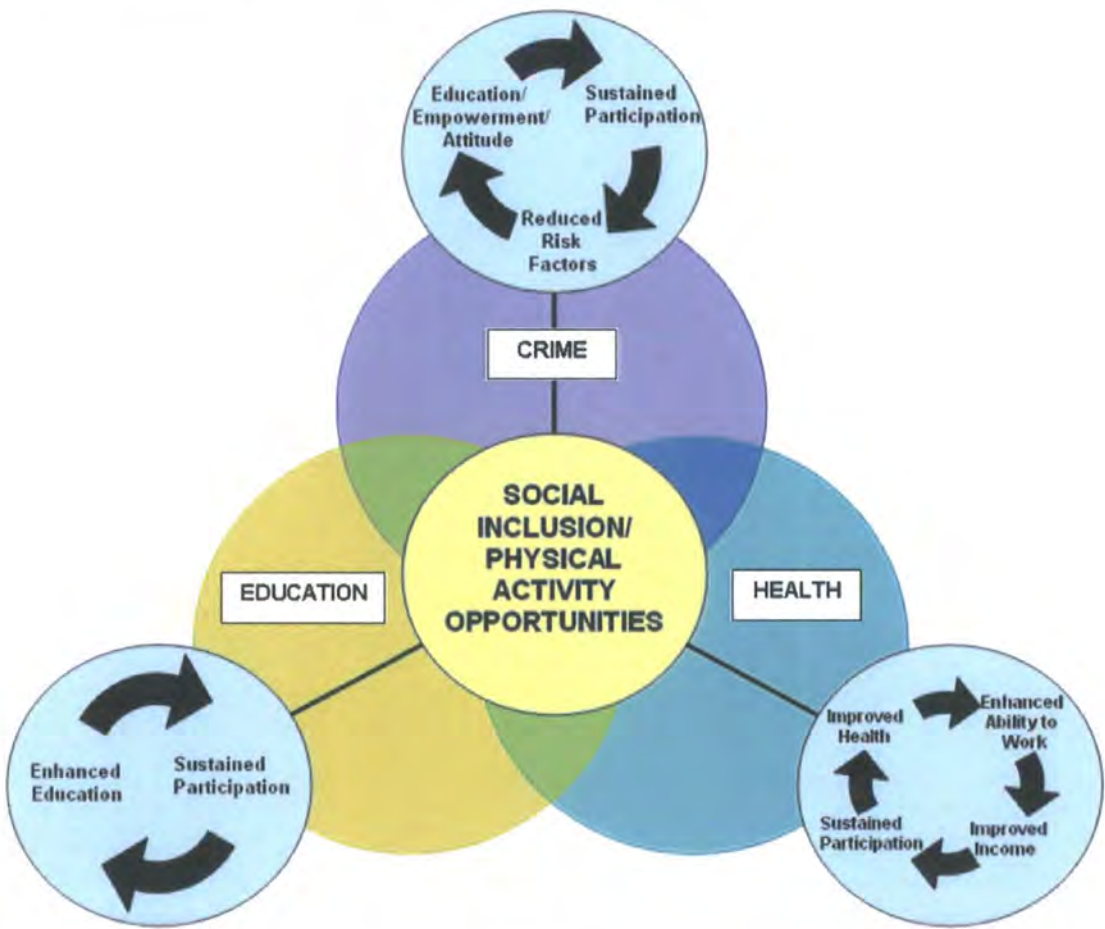 Education/
Empowerment/
Attitude
Sustained
Participation
Reduced
Risk
Factors
CRIME
SOCIAL
INCLUSION/
PHYSICAL
ACTIVITY
OPPORTUNITIES
EDUCATION
HEALTH
Enhanced
Education
Sustained
Participation
Improved
Health
Enhanced
Ability to
Work
Sustained
Participation
Improved
Income